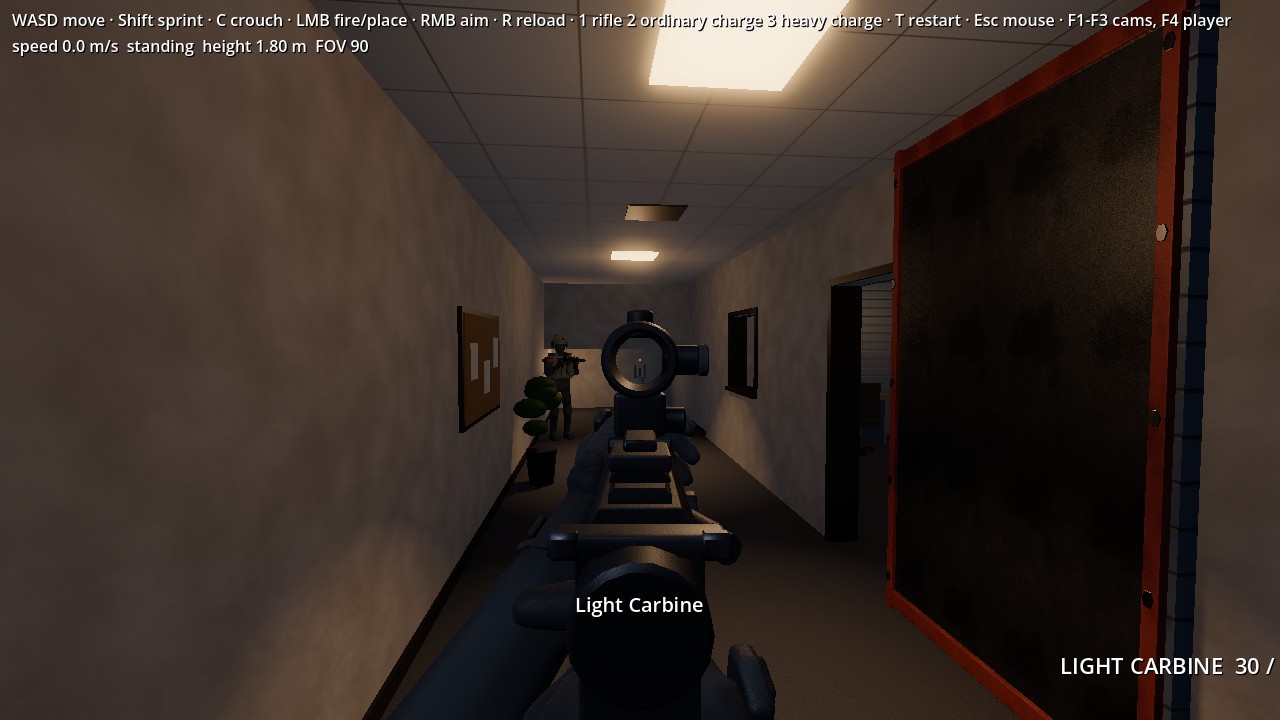 WASD move · Shift sprint · C crouch · LMB fire/place · RMB aim · R reload · 1 rifle 2 ordinary charge 3 heavy charge · T restart · Esc mouse · F1-F3 cams, F4 player
speed 0.0 m/s standing height 1.80 m FOV 90
Light Carbine
LIGHT CARBINE 30 /